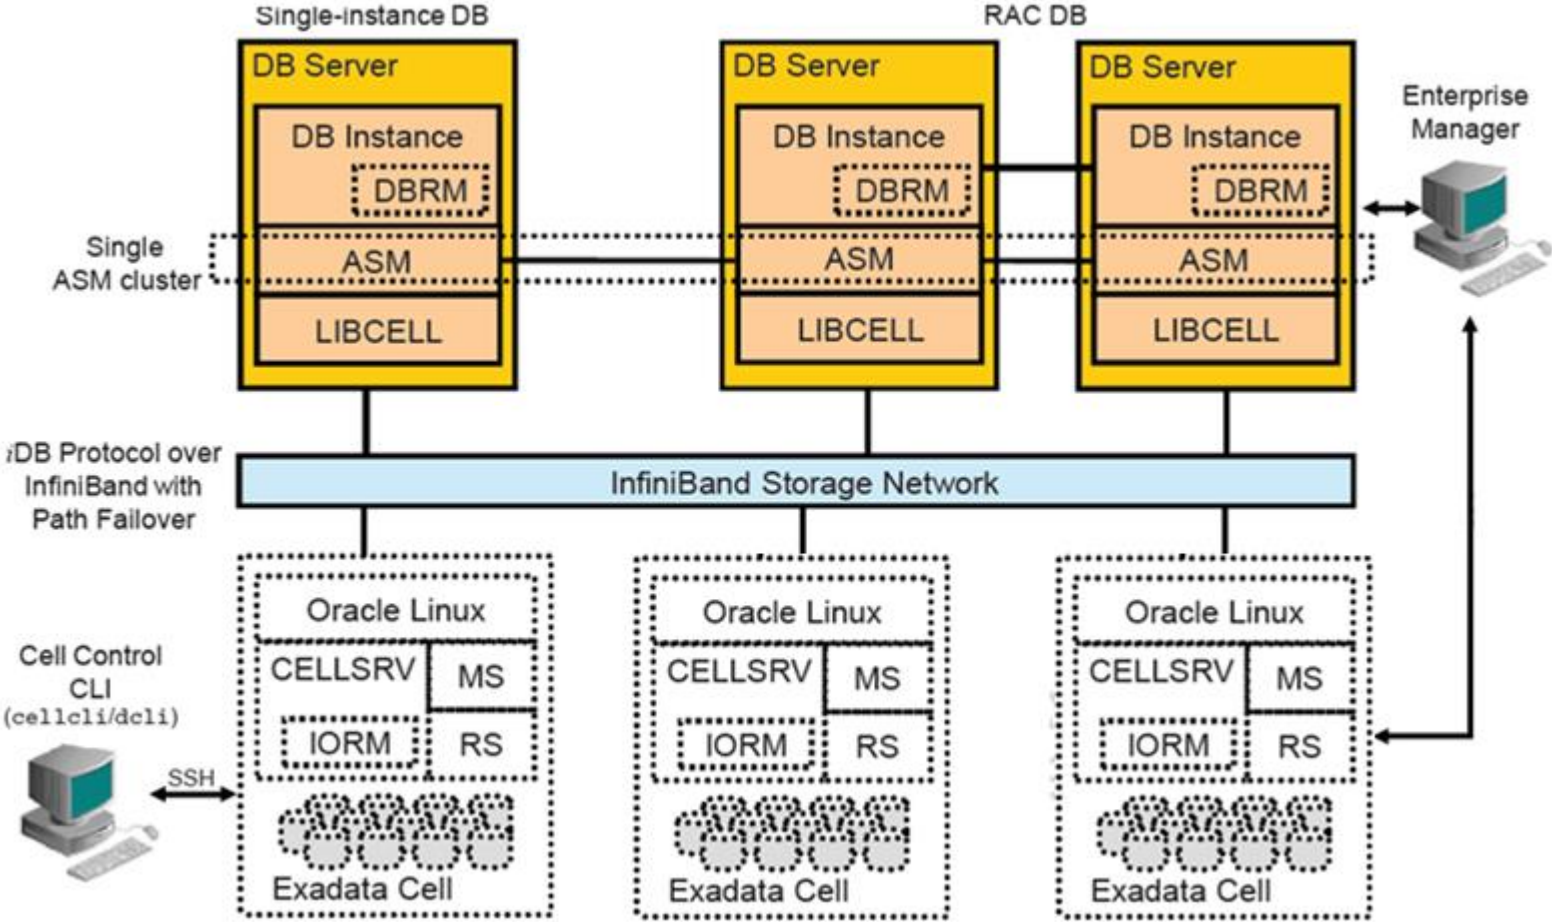 Single-instance DB
RAC DB
DB Server
DB Server
DB Server
Enterprise
Manager
DB Instance
DB Instance
DB Instance
DBRM
DBRM
DBRM
Single
ASM cluster
ASM
ASM
ASM
LIBCELL
LIBCELL
LIBCELL
iDB Protocol over
InfiniBand with
Path Failover
InfiniBand Storage Network
Oracle Linux
Oracle Linux
Oracle Linux
Cell Control
CLI
(cellcli/dcli)
SSH
CELLSRV
MS
IORM
RS
CELLSRV
MS
IORM
RS
CELLSRV
MS
IORM
RS
Exadata Cell
Exadata Cell
Exadata Cell